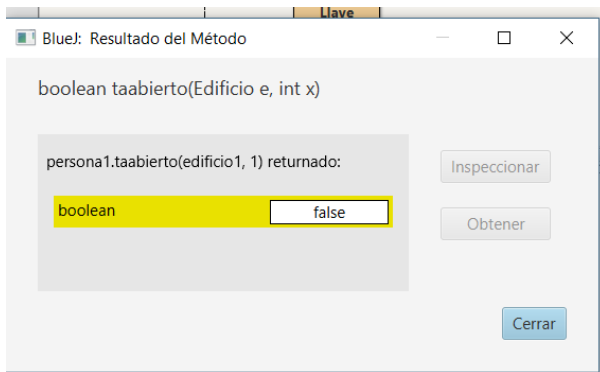 Llave
BlueJ: Resultado del Método
boolean taabierto(Edificio e, int x)
persona1.taabierto(edificio1, 1) returnado:
Inspeccionar
boolean false
Obtener
Cerrar